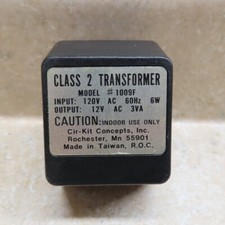 CLASS 2 TRANSFORMER
MODEL #1009F
INPUT: 120V AC 60Hz 6W
OUTPUT: 12V AC 3VA
CAUTION: INDOOR USE ONLY
Cir-Kit Concepts, Inc.
Rochester, Mn 55901
Made in Taiwan, R.O.C.